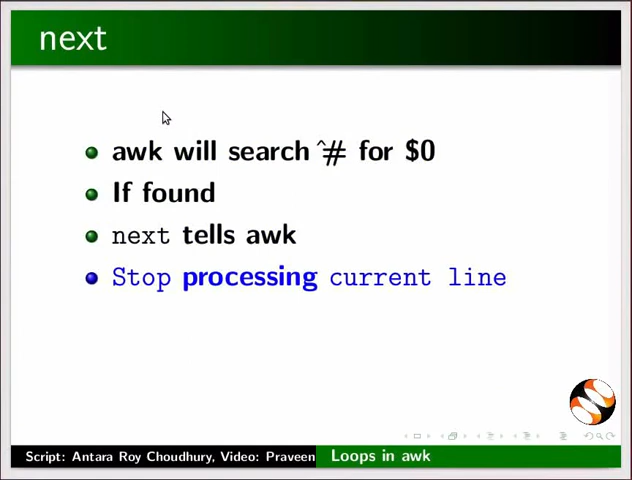 next
awk will search ^# for $0
If found
next tells awk
Stop processing current line
Script: Antara Roy Choudhury, Video: Praveen
Loops in awk